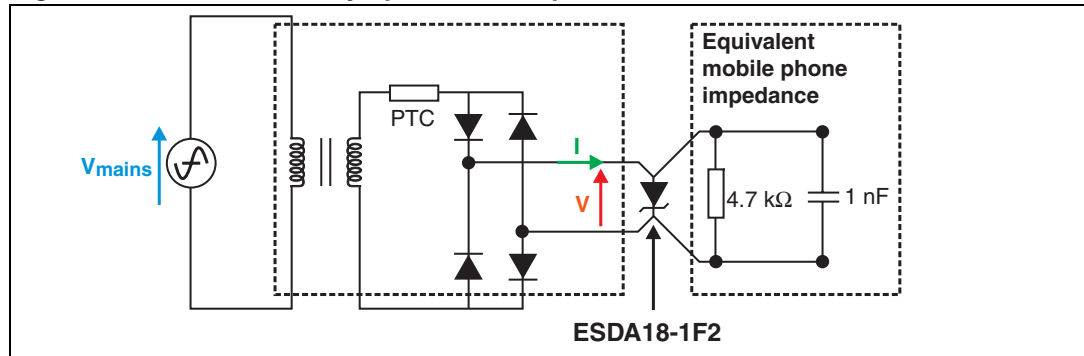 Equivalent
mobile phone
impedance
PTC
I
Vmains
V
4.7 kΩ
1 nF
ESDA18-1F2